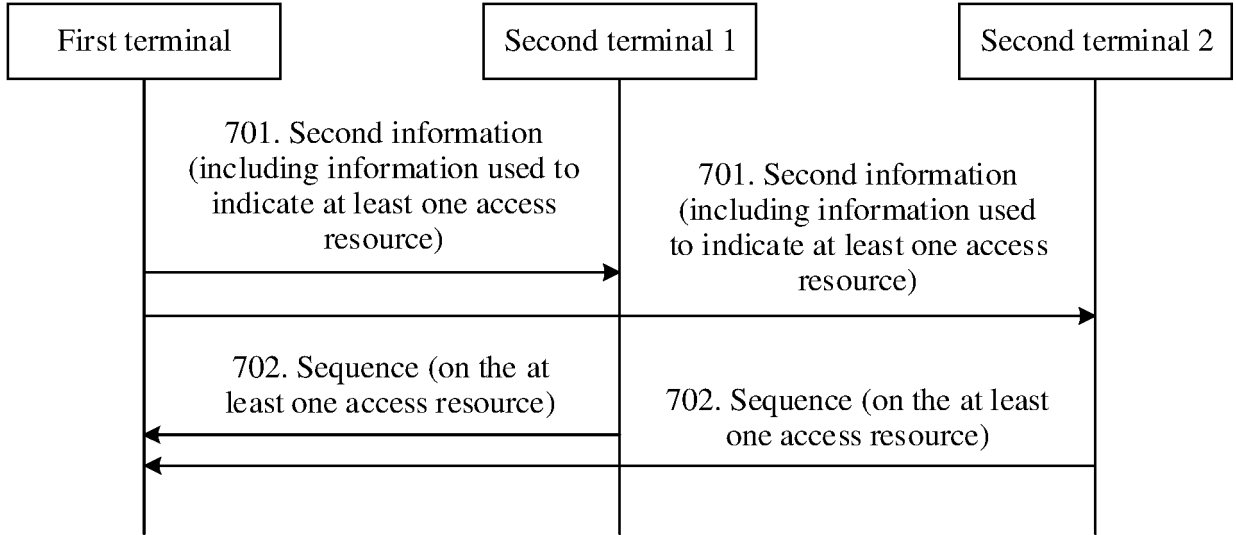 First terminal
Second terminal 1
Second terminal 2
701. Second information
(including information used to
indicate at least one access
resource)
701. Second information
(including information used
to indicate at least one access
resource)
702. Sequence (on the at
least one access resource)
702. Sequence (on the at least
one access resource)